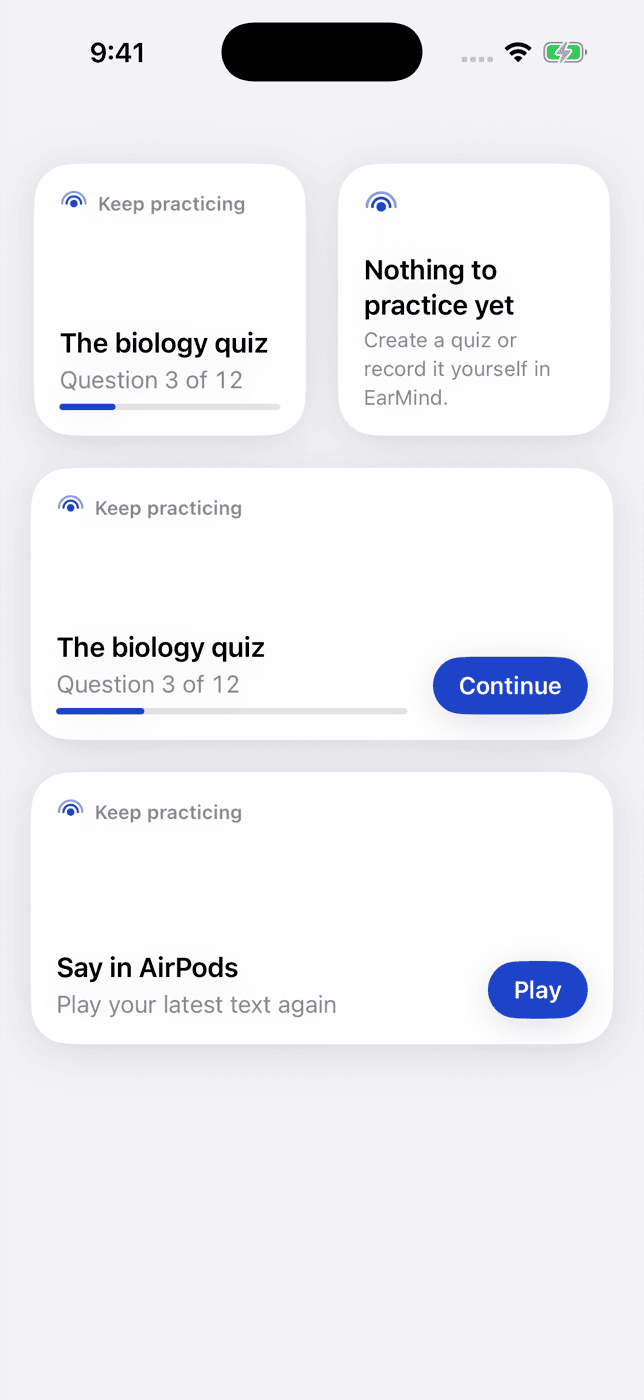 9:41
Keep practicing
The biology quiz
Question 3 of 12
Nothing to
practice yet
Create a quiz or
record it yourself in
EarMind.
Keep practicing
The biology quiz
Question 3 of 12
Continue
Keep practicing
Say in AirPods
Play your latest text again
Play